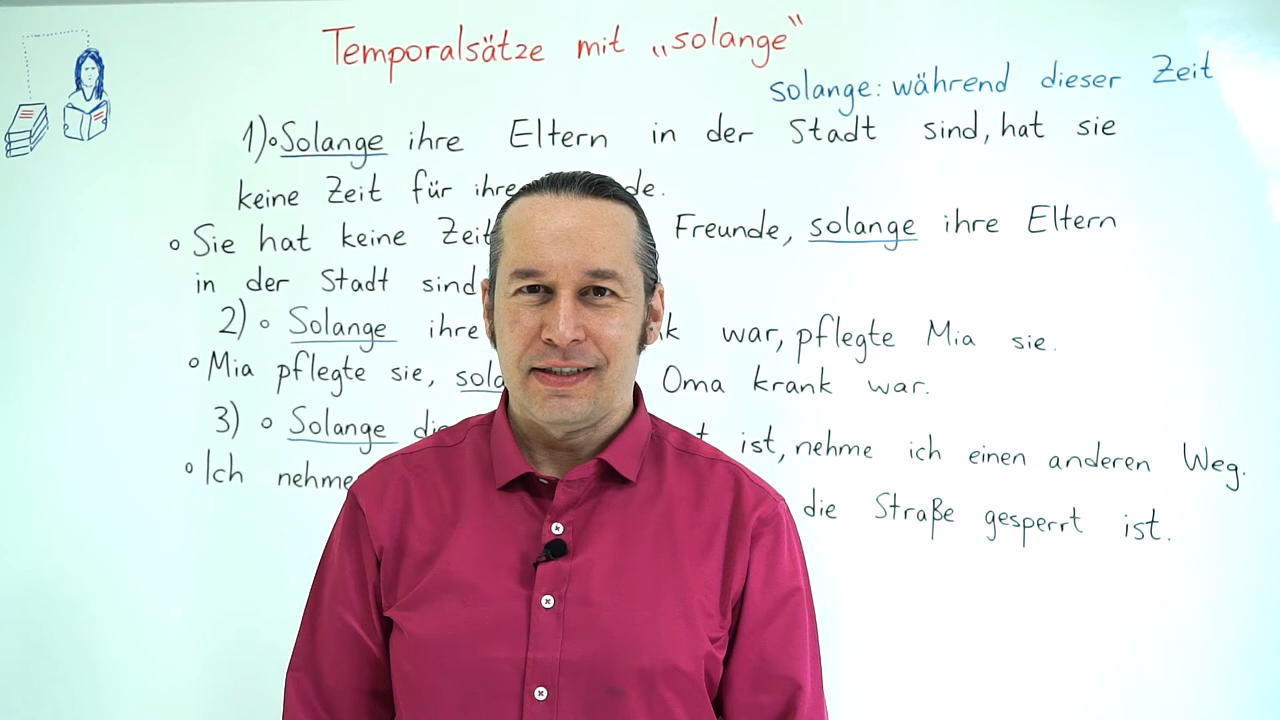 Temporalsätze mit „solange“
solange: während dieser Zeit
1) Solange ihre Eltern in der Stadt sind, hat sie
keine Zeit für ihre de.
Sie hat keine Zeit Freunde, solange ihre Eltern
in der Stadt sind
2) Solange ihre k war, pflegte Mia sie.
Mia pflegte sie, sola Oma krank war.
3) Solange die t ist, nehme ich einen anderen Weg.
Ich nehme die Straße gesperrt ist.